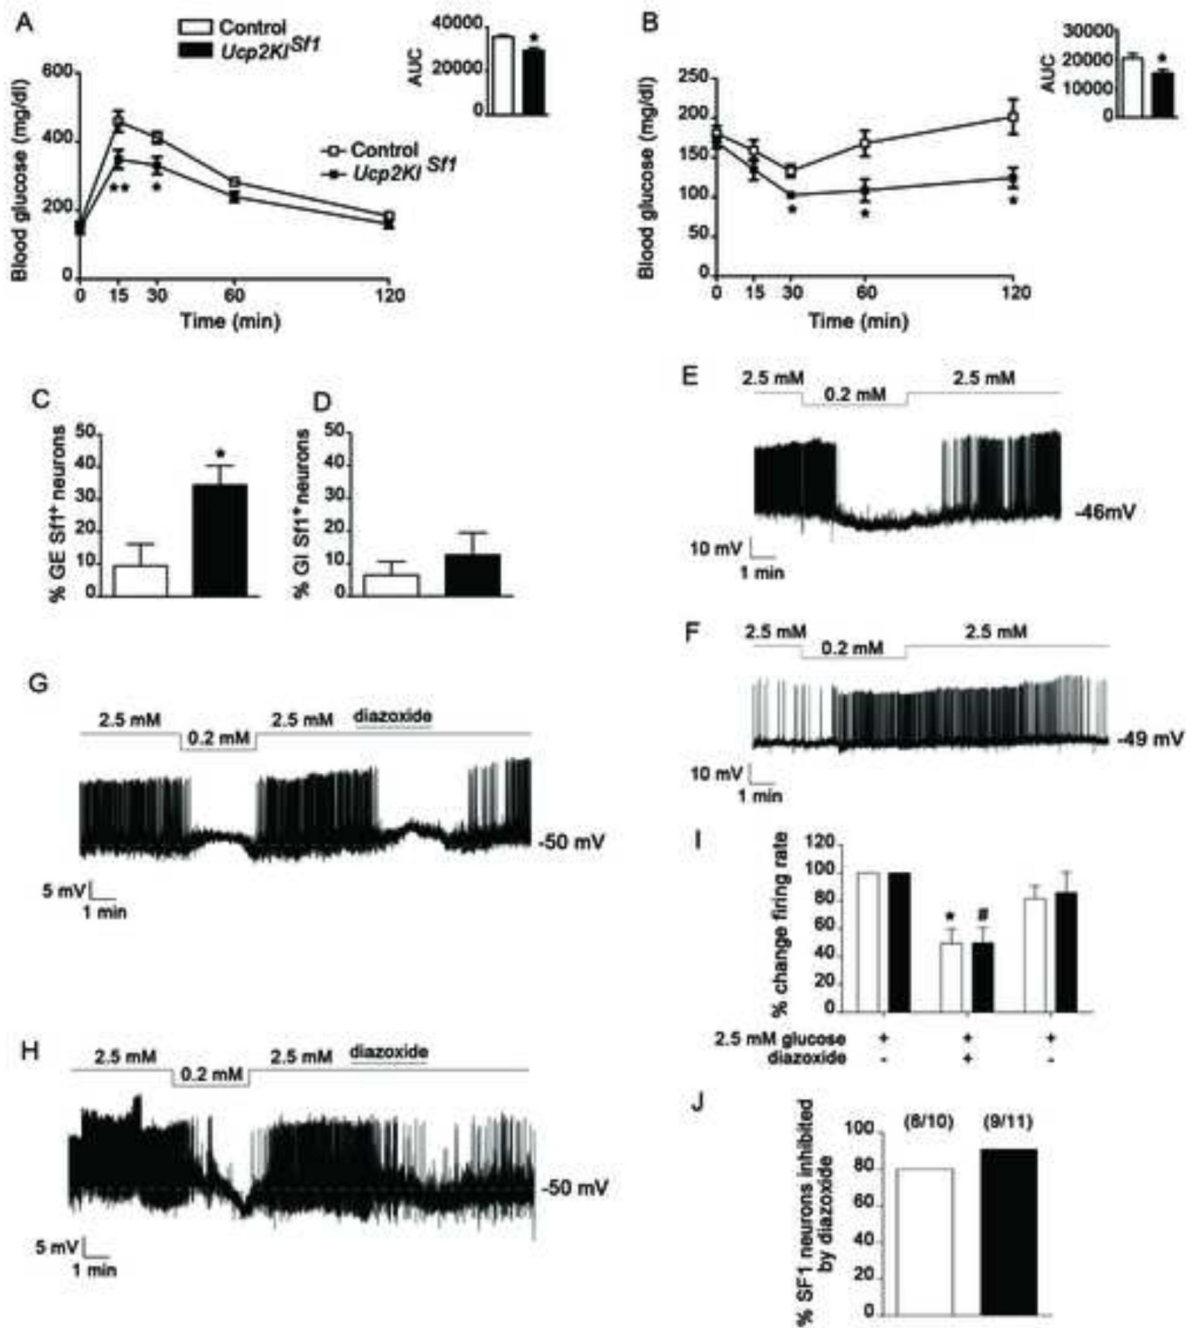 A
Control
Ucp2KI Sf1
600
400
200
0
Blood glucose (mg/dl)
0 15 30 60 120
Time (min)
**
*
Control
Ucp2KI Sf1
40000
20000
0
AUC
*
B
250
200
150
100
50
0
Blood glucose (mg/dl)
0 15 30 60 120
Time (min)
* * *
30000
20000
10000
0
AUC
*
C
50
40
30
20
10
0
% GE Sf1+ neurons
*
D
50
40
30
20
10
0
% GI Sf1+ neurons
E
2.5 mM 0.2 mM 2.5 mM
-46mV
10 mV
1 min
F
2.5 mM 0.2 mM 2.5 mM
-49 mV
10 mV
1 min
G
2.5 mM 0.2 mM 2.5 mM diazoxide
-50 mV
5 mV
1 min
H
2.5 mM 0.2 mM 2.5 mM diazoxide
-50 mV
5 mV
1 min
I
120
100
80
60
40
20
0
% change firing rate
* #
2.5 mM glucose + + +
diazoxide - + -
J
100
80
60
40
20
0
% SF1 neurons inhibited
by diazoxide
(8/10) (9/11)